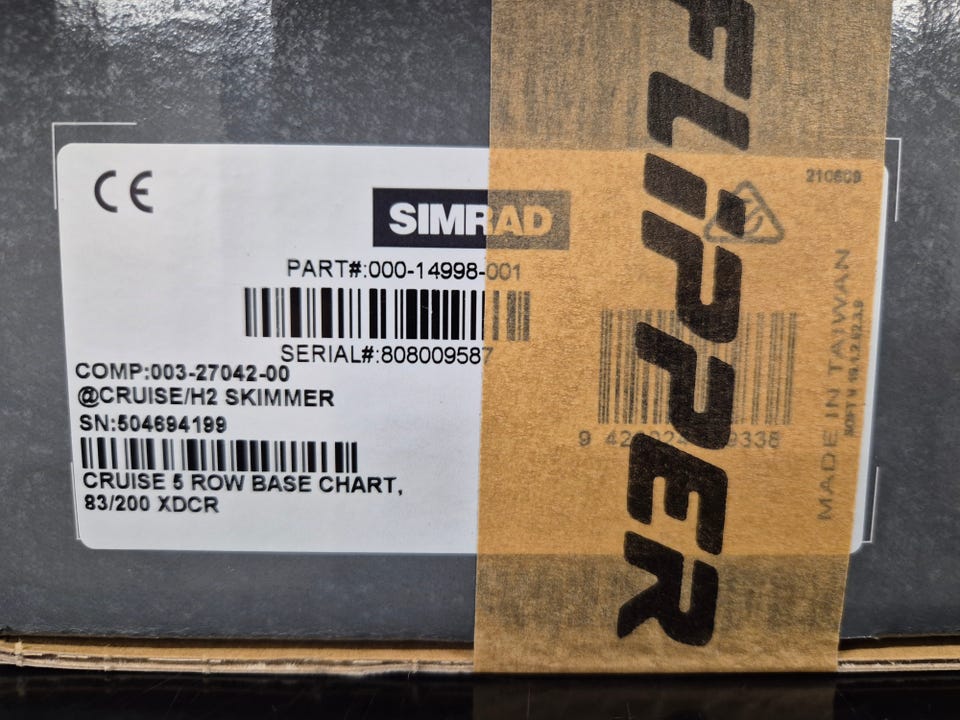 CE
SIMRAD
210609
PART#:000-14998-001
SERIAL#:808009587
COMP:003-27042-00
@CRUISE/H2 SKIMMER
SN:504694199
CRUISE 5 ROW BASE CHART,
83/200 XDCR
MADE IN TAIWAN
FLIPPER